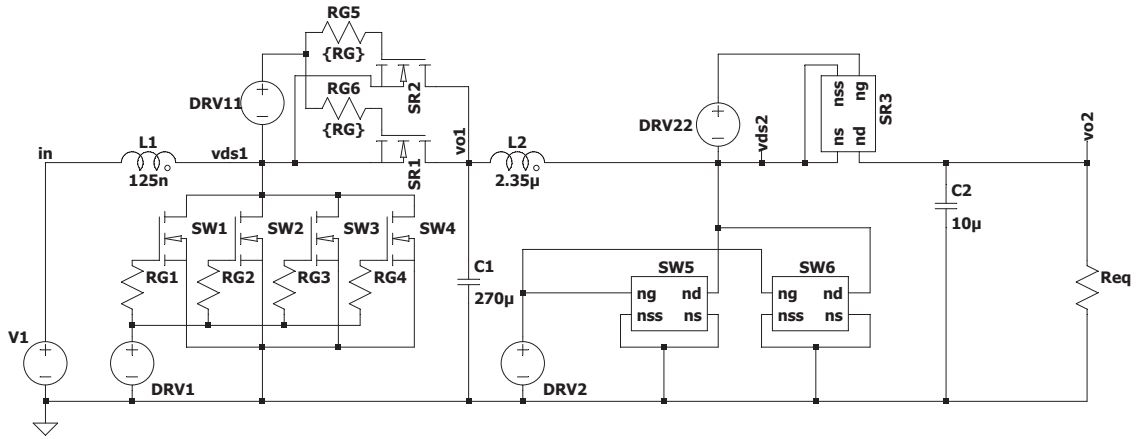 RG5
{RG}
SR2
RG6
{RG}
SR1
DRV11
in
L1
125n
vds1
vo1
L2
2.35µ
DRV22
vds2
nss
ng
ns
nd
SR3
vo2
SW1
SW2
SW3
SW4
RG1
RG2
RG3
RG4
C1
270µ
C2
10µ
Req
SW5
ng
nd
nss
ns
SW6
ng
nd
nss
ns
V1
DRV1
DRV2